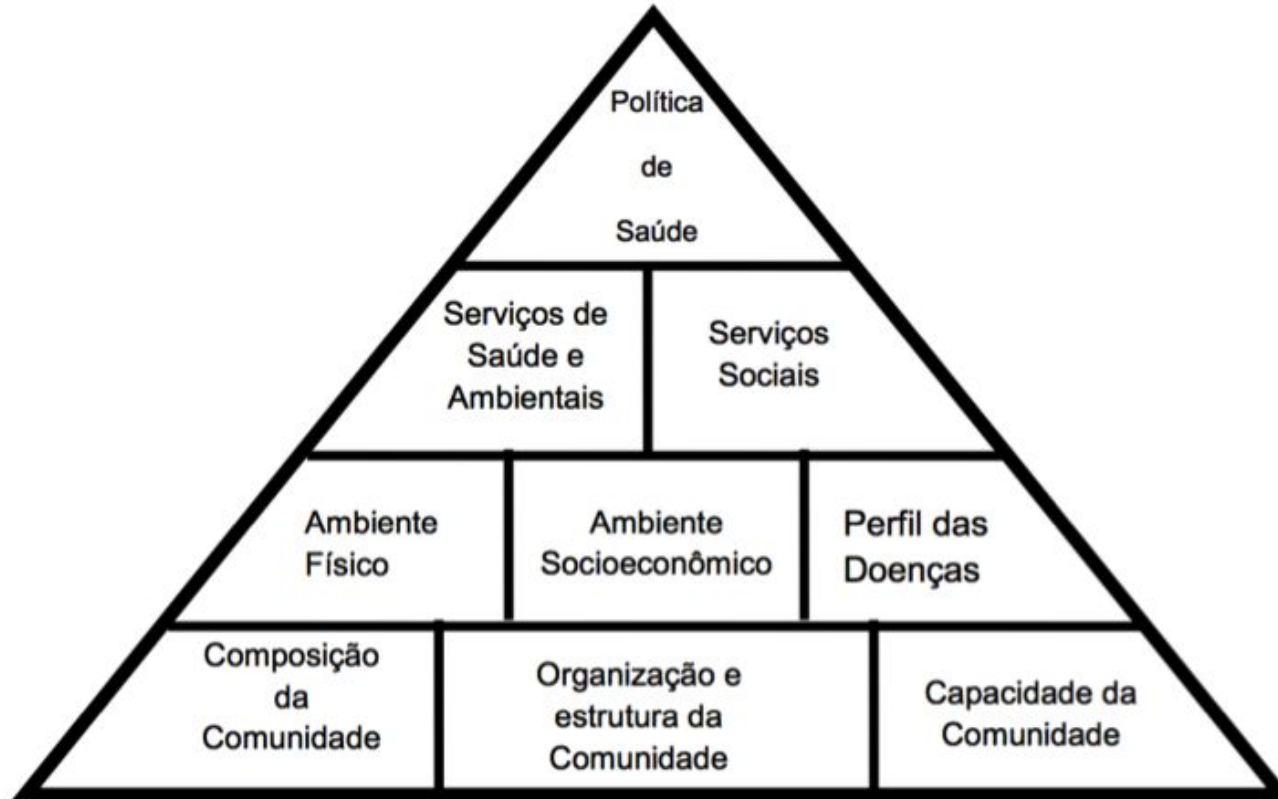 Política
de
Saúde
Serviços de
Saúde e
Ambientais
Serviços
Sociais
Ambiente
Físico
Ambiente
Socioeconômico
Perfil das
Doenças
Composição
da
Comunidade
Organização e
estrutura da
Comunidade
Capacidade da
Comunidade